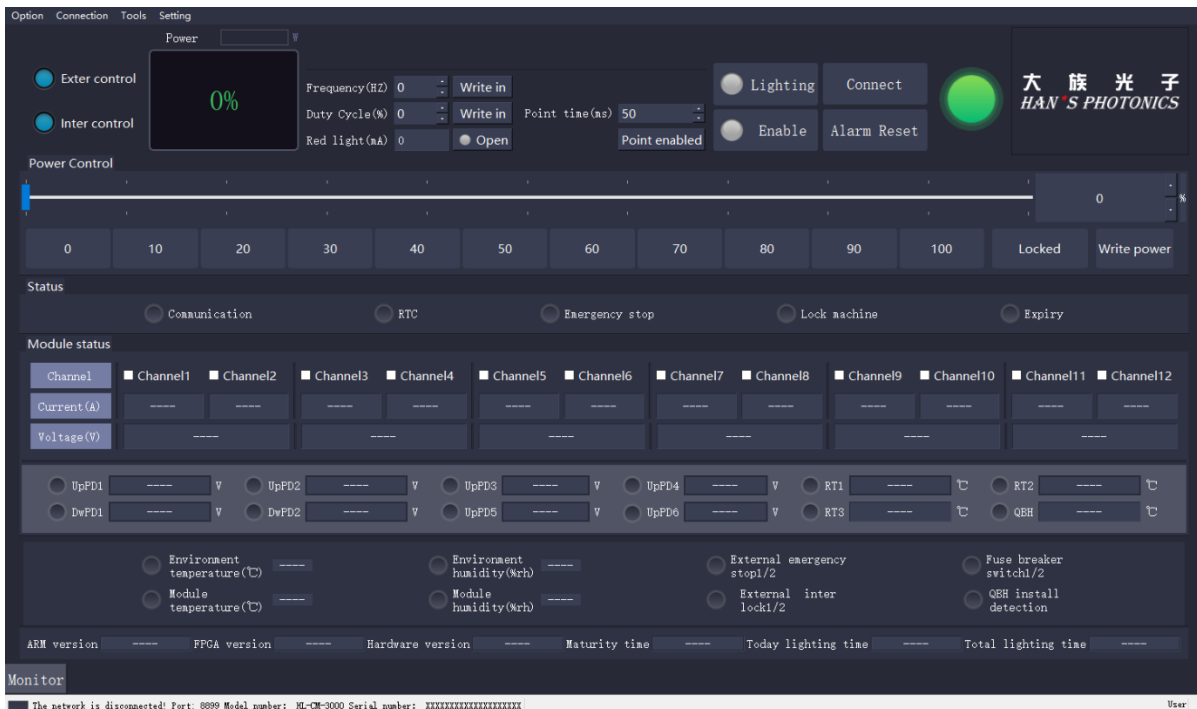 Option Connection Tools Setting
Power W
Exter control
Inter control
0%
Frequency(HZ) 0 Write in
Duty Cycle(%) 0 Write in Point time(ms) 50
Red light(mA) 0 Open Point enabled
Lighting Connect
Enable Alarm Reset
大族光子
HAN'S PHOTONICS
Power Control
0 %
0 10 20 30 40 50 60 70 80 90 100 Locked Write power
Status
Communication RTC Emergency stop Lock machine Expiry
Module status
Channel Channel1 Channel2 Channel3 Channel4 Channel5 Channel6 Channel7 Channel8 Channel9 Channel10 Channel11 Channel12
Current(A) ---- ---- ---- ---- ---- ---- ---- ---- ---- ---- ---- ----
Voltage(V) ---- ---- ---- ---- ---- ----
UpPD1 ---- V UpPD2 ---- V UpPD3 ---- V UpPD4 ---- V RT1 ---- ℃ RT2 ---- ℃
DwPD1 ---- V DwPD2 ---- V UpPD5 ---- V UpPD6 ---- V RT3 ---- ℃ QBH ---- ℃
Environment
temperature(℃) ----
Environment
humidity(%rh) ----
External emergency
stop1/2
Fuse breaker
switch1/2
Module
temperature(℃) ----
Module
humidity(%rh) ----
External inter
lock1/2
QBH install
detection
ARM version ---- FPGA version ---- Hardware version ---- Maturity time ---- Today lighting time ---- Total lighting time ----
Monitor
The network is disconnected! Port: 8899 Model number: HL-CM-3000 Serial number: XXXXXXXXXXXXXXXXXXXX User